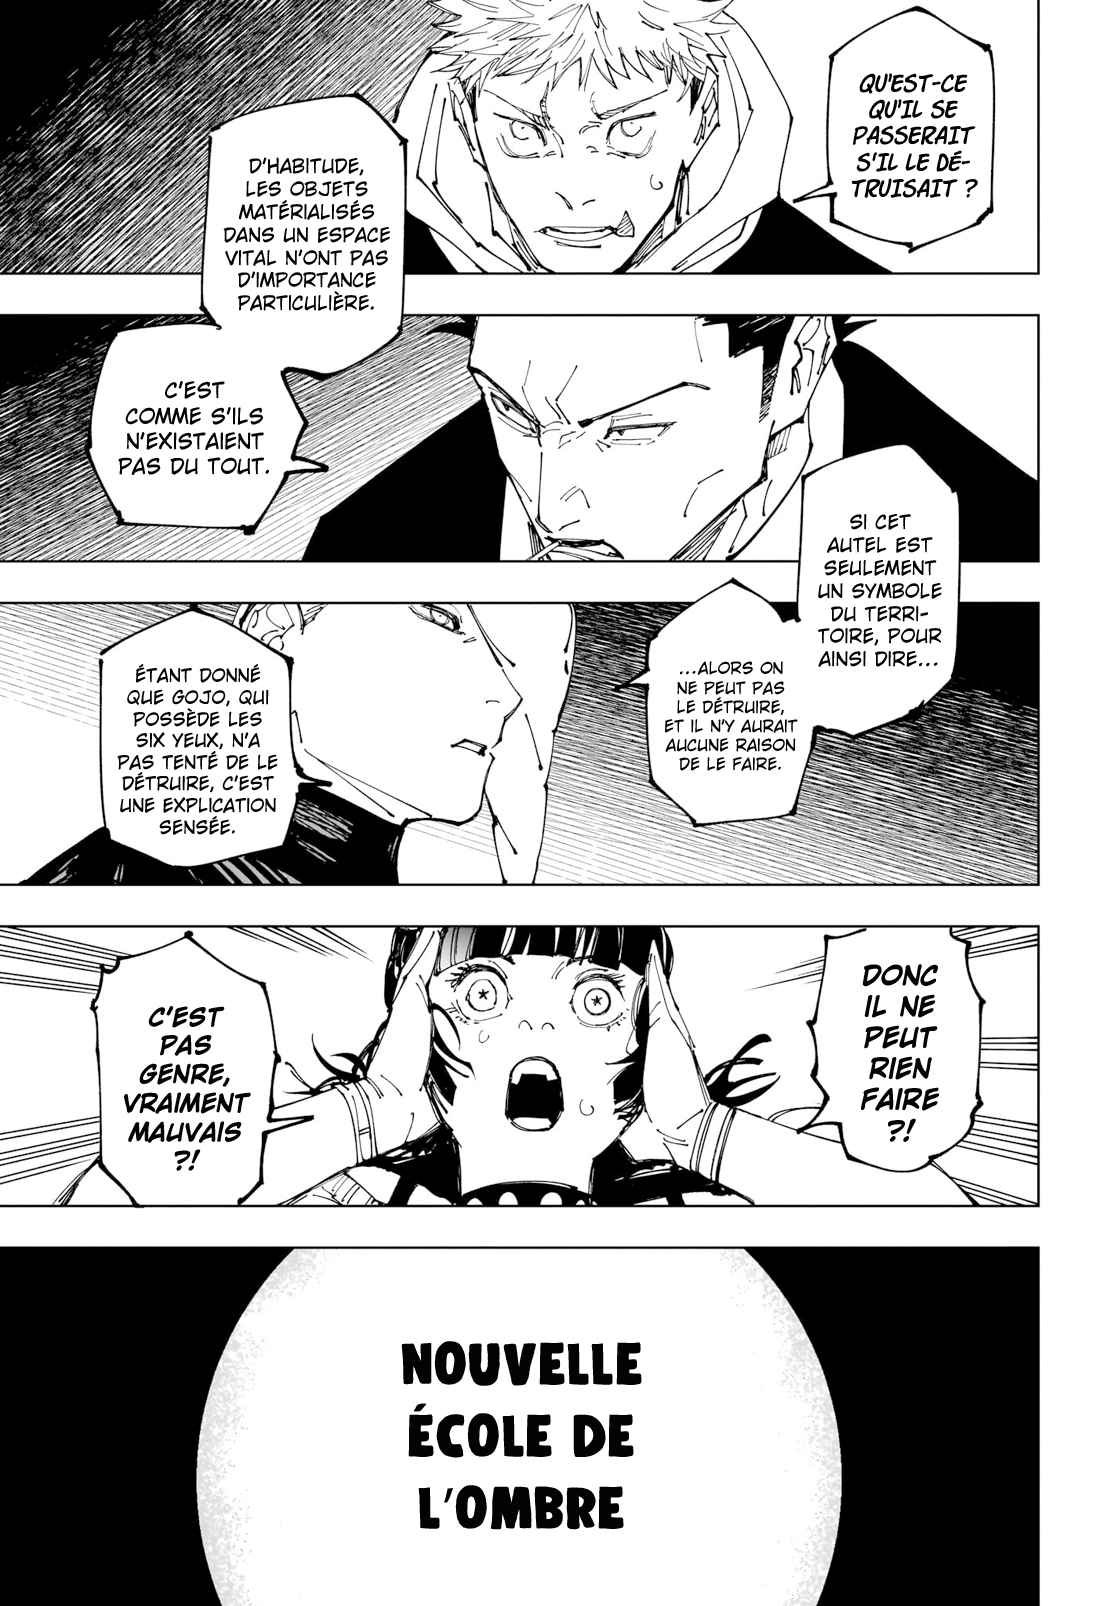 QU'EST-CE
QU'IL SE
PASSERAIT
S'IL LE DÉ-
TRUISAIT ?
D'HABITUDE,
LES OBJETS
MATÉRIALISÉS
DANS UN ESPACE
VITAL N'ONT PAS
D'IMPORTANCE
PARTICULIÈRE.
C'EST
COMME S'ILS
N'EXISTAIENT
PAS DU TOUT.
SI CET
AUTEL EST
SEULEMENT
UN SYMBOLE
DU TERRI-
TOIRE, POUR
AINSI DIRE...
...ALORS ON
NE PEUT PAS
LE DÉTRUIRE,
ET IL N'Y AURAIT
AUCUNE RAISON
DE LE FAIRE.
ÉTANT DONNÉ
QUE GOJO, QUI
POSSÈDE LES
SIX YEUX, N'A
PAS TENTÉ DE LE
DÉTRUIRE, C'EST
UNE EXPLICATION
SENSÉE.
DONC
IL NE
PEUT
RIEN
FAIRE
?!
C'EST
PAS
GENRE,
VRAIMENT
MAUVAIS
?!
NOUVELLE
ÉCOLE DE
L'OMBRE